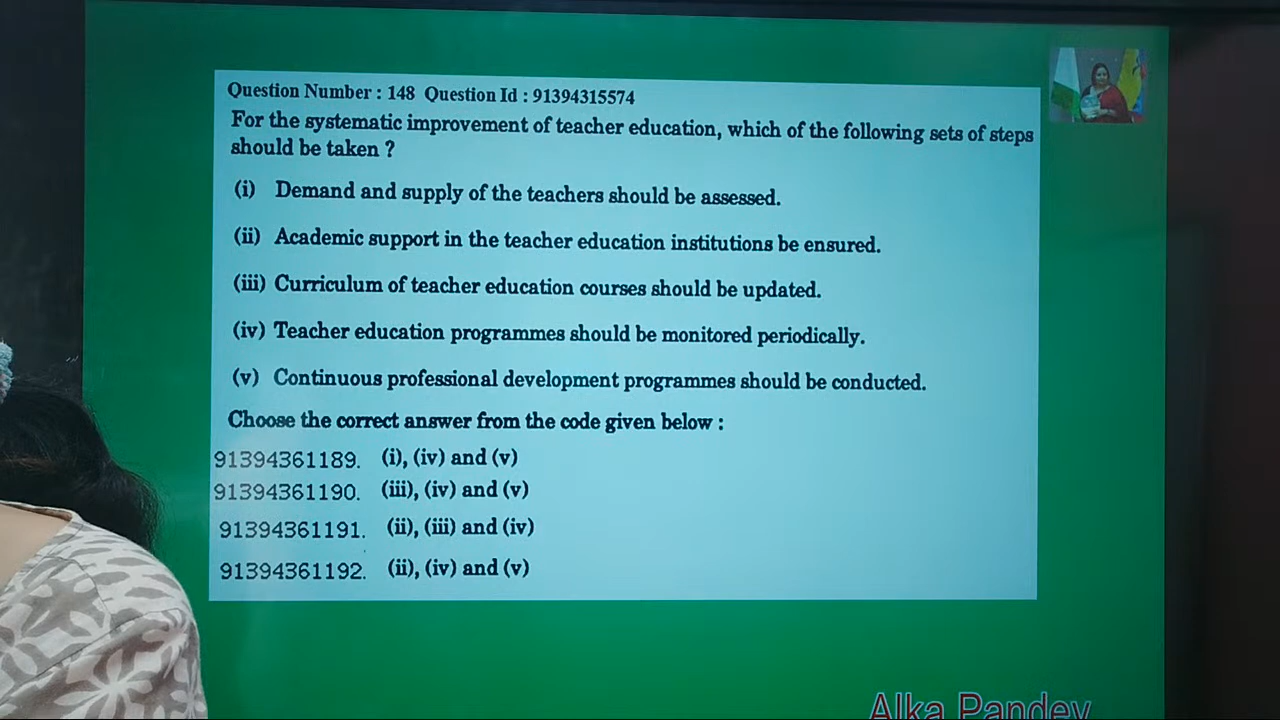 Question Number : 148 Question Id : 91394315574
For the systematic improvement of teacher education, which of the following sets of steps
should be taken ?
(i) Demand and supply of the teachers should be assessed.
(ii) Academic support in the teacher education institutions be ensured.
(iii) Curriculum of teacher education courses should be updated.
(iv) Teacher education programmes should be monitored periodically.
(v) Continuous professional development programmes should be conducted.
Choose the correct answer from the code given below :
91394361189. (i), (iv) and (v)
91394361190. (iii), (iv) and (v)
91394361191. (ii), (iii) and (iv)
91394361192. (ii), (iv) and (v)
Alka Pandey